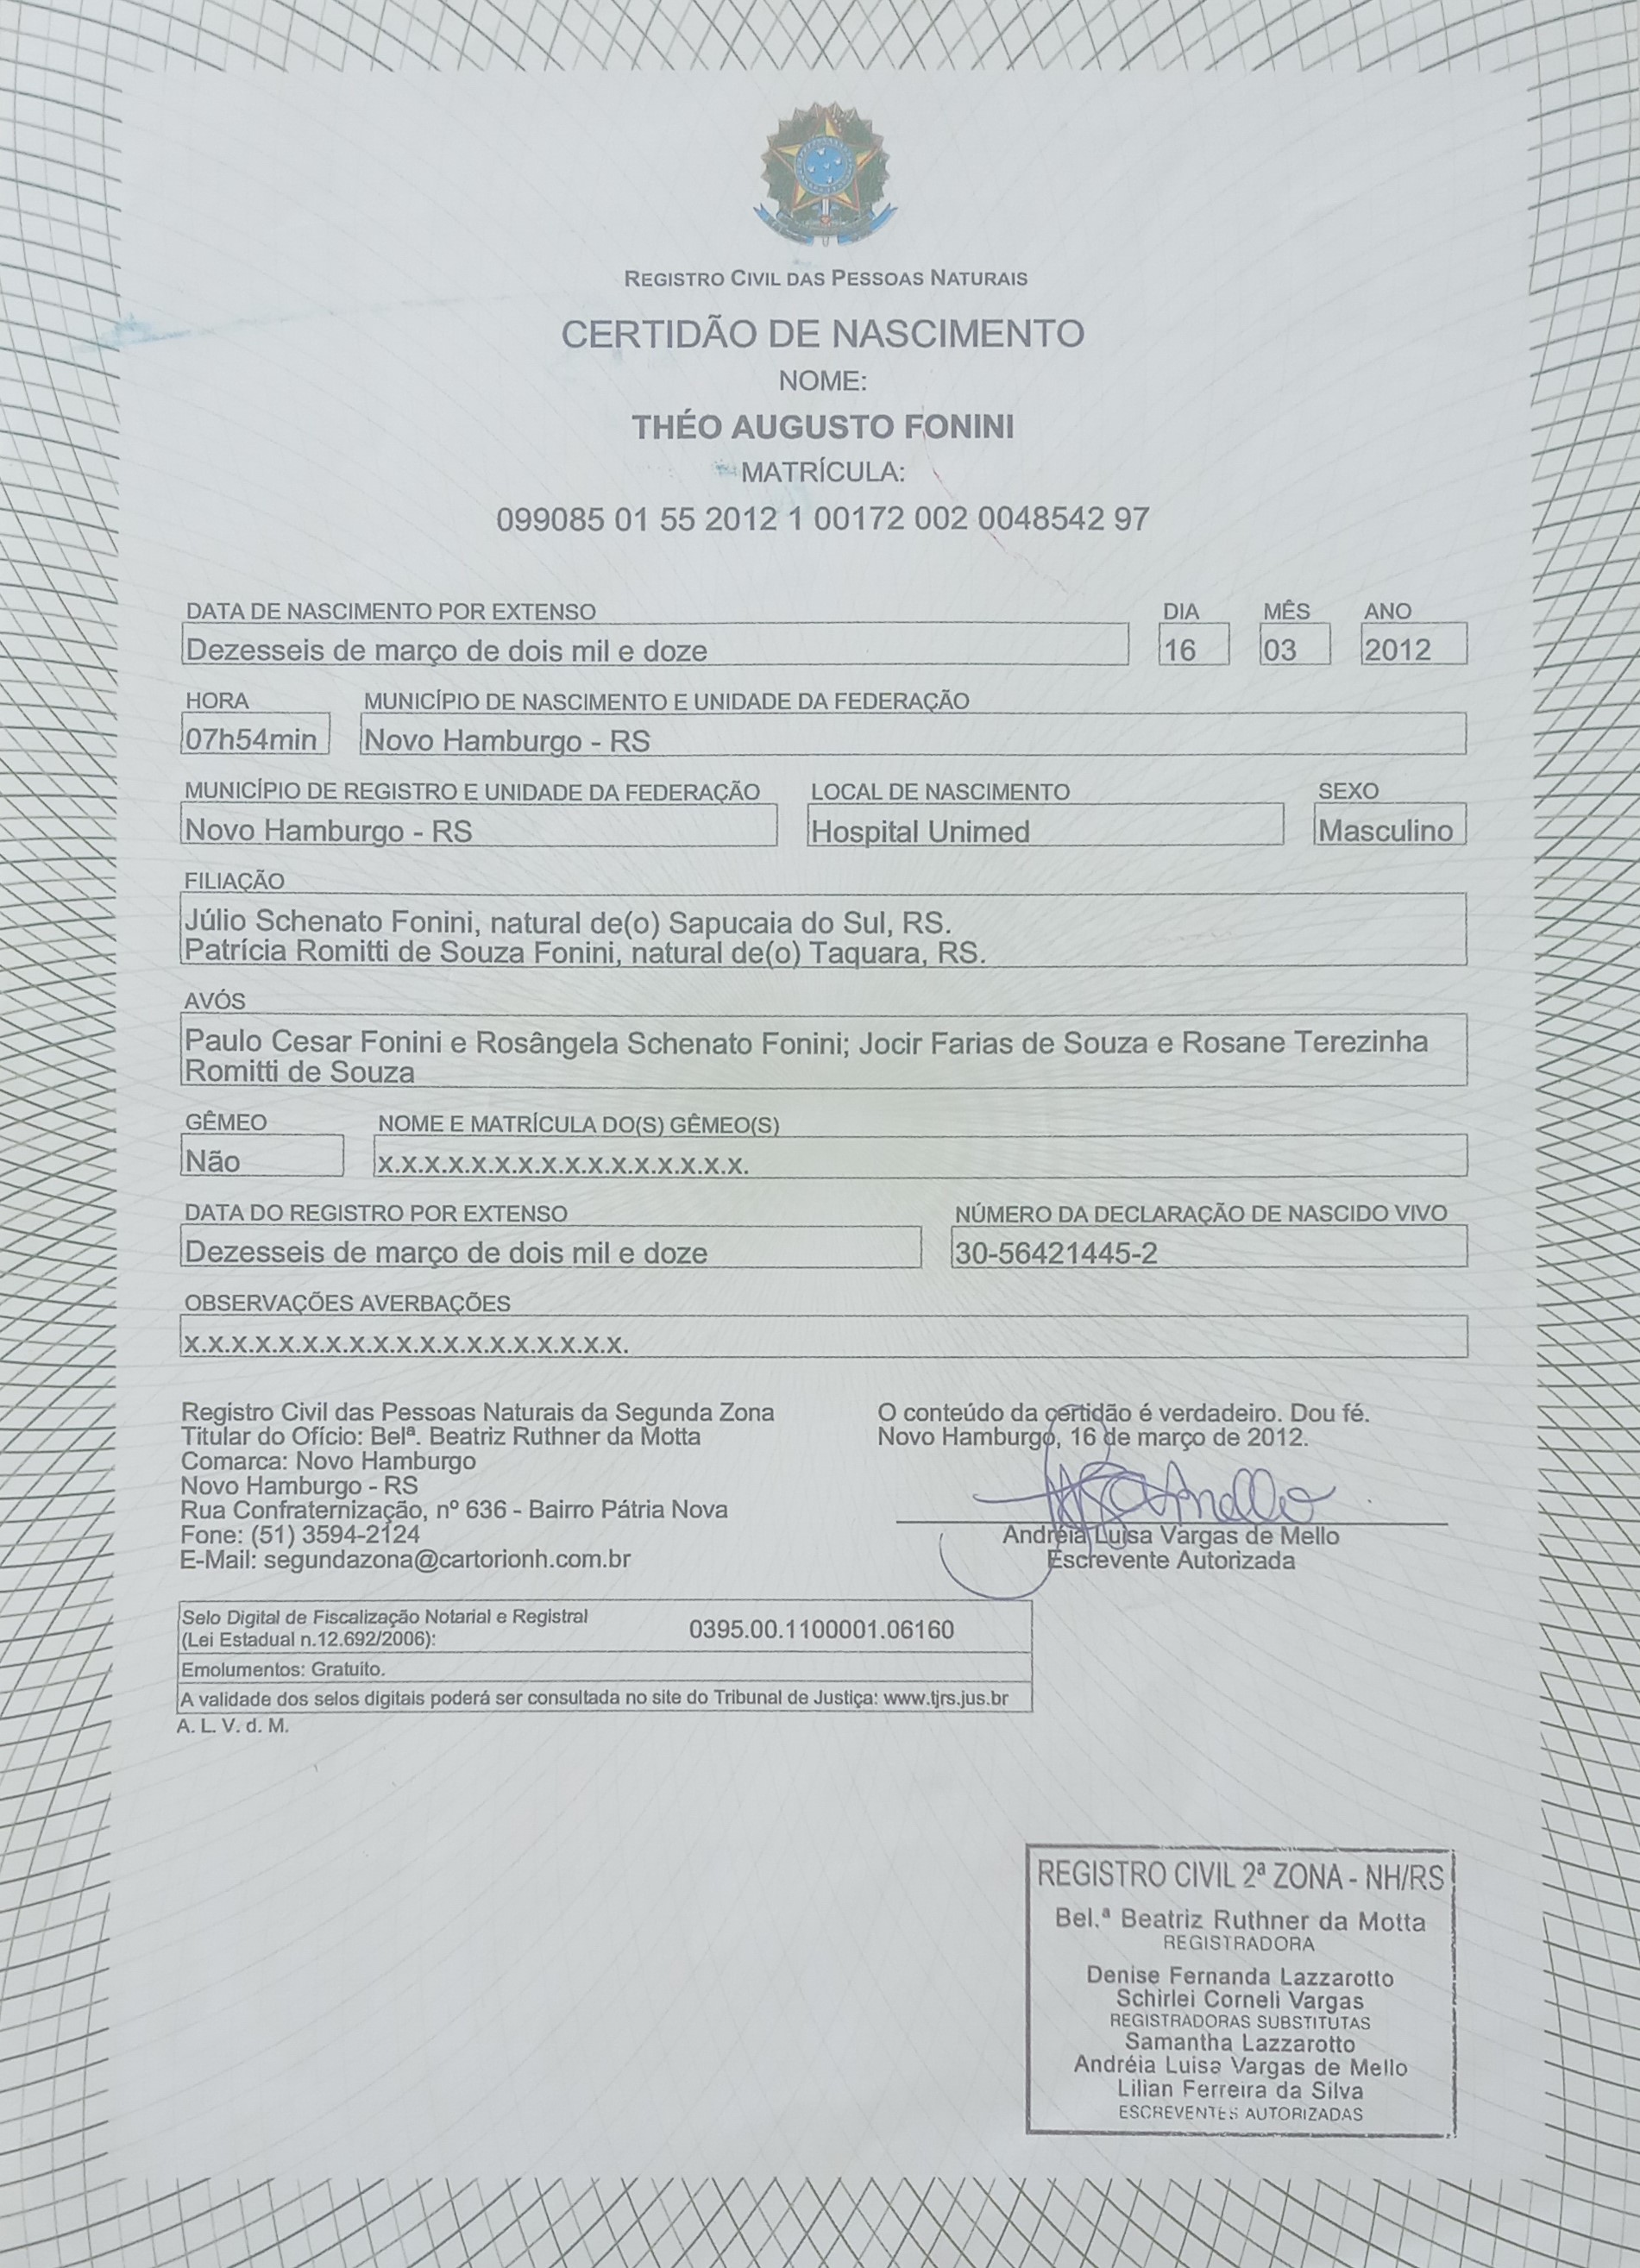 REGISTRO CIVIL DAS PESSOAS NATURAIS
CERTIDÃO DE NASCIMENTO
NOME:
THÉO AUGUSTO FONINI
MATRÍCULA:
099085 01 55 2012 1 00172 002 0048542 97
DATA DE NASCIMENTO POR EXTENSO DIA MÊS ANO
Dezesseis de março de dois mil e doze 16 03 2012
HORA MUNICÍPIO DE NASCIMENTO E UNIDADE DA FEDERAÇÃO
07h54min Novo Hamburgo - RS
MUNICÍPIO DE REGISTRO E UNIDADE DA FEDERAÇÃO LOCAL DE NASCIMENTO SEXO
Novo Hamburgo - RS Hospital Unimed Masculino
FILIAÇÃO
Júlio Schenato Fonini, natural de(o) Sapucaia do Sul, RS.
Patrícia Romitti de Souza Fonini, natural de(o) Taquara, RS.
AVÓS
Paulo Cesar Fonini e Rosângela Schenato Fonini; Jocir Farias de Souza e Rosane Terezinha
Romitti de Souza
GÊMEO NOME E MATRÍCULA DO(S) GÊMEO(S)
Não x.x.x.x.x.x.x.x.x.x.x.x.x.x.x.x.
DATA DO REGISTRO POR EXTENSO NÚMERO DA DECLARAÇÃO DE NASCIDO VIVO
Dezesseis de março de dois mil e doze 30-56421445-2
OBSERVAÇÕES AVERBAÇÕES
x.x.x.x.x.x.x.x.x.x.x.x.x.x.x.x.x.x.x.
Registro Civil das Pessoas Naturais da Segunda Zona
Titular do Ofício: Belª. Beatriz Ruthner da Motta
Comarca: Novo Hamburgo
Novo Hamburgo - RS
Rua Confraternização, nº 636 - Bairro Pátria Nova
Fone: (51) 3594-2124
E-Mail: segundazona@cartorionh.com.br
O conteúdo da certidão é verdadeiro. Dou fé.
Novo Hamburgo, 16 de março de 2012.
Andréia Luisa Vargas de Mello
Escrevente Autorizada
Selo Digital de Fiscalização Notarial e Registral
(Lei Estadual n.12.692/2006): 0395.00.1100001.06160
Emolumentos: Gratuito.
A validade dos selos digitais poderá ser consultada no site do Tribunal de Justiça: www.tjrs.jus.br
A. L. V. d. M.
REGISTRO CIVIL 2ª ZONA - NH/RS
Bel.ª Beatriz Ruthner da Motta
REGISTRADORA
Denise Fernanda Lazzarotto
Schirlei Corneli Vargas
REGISTRADORAS SUBSTITUTAS
Samantha Lazzarotto
Andréia Luisa Vargas de Mello
Lilian Ferreira da Silva
ESCREVENTES AUTORIZADAS